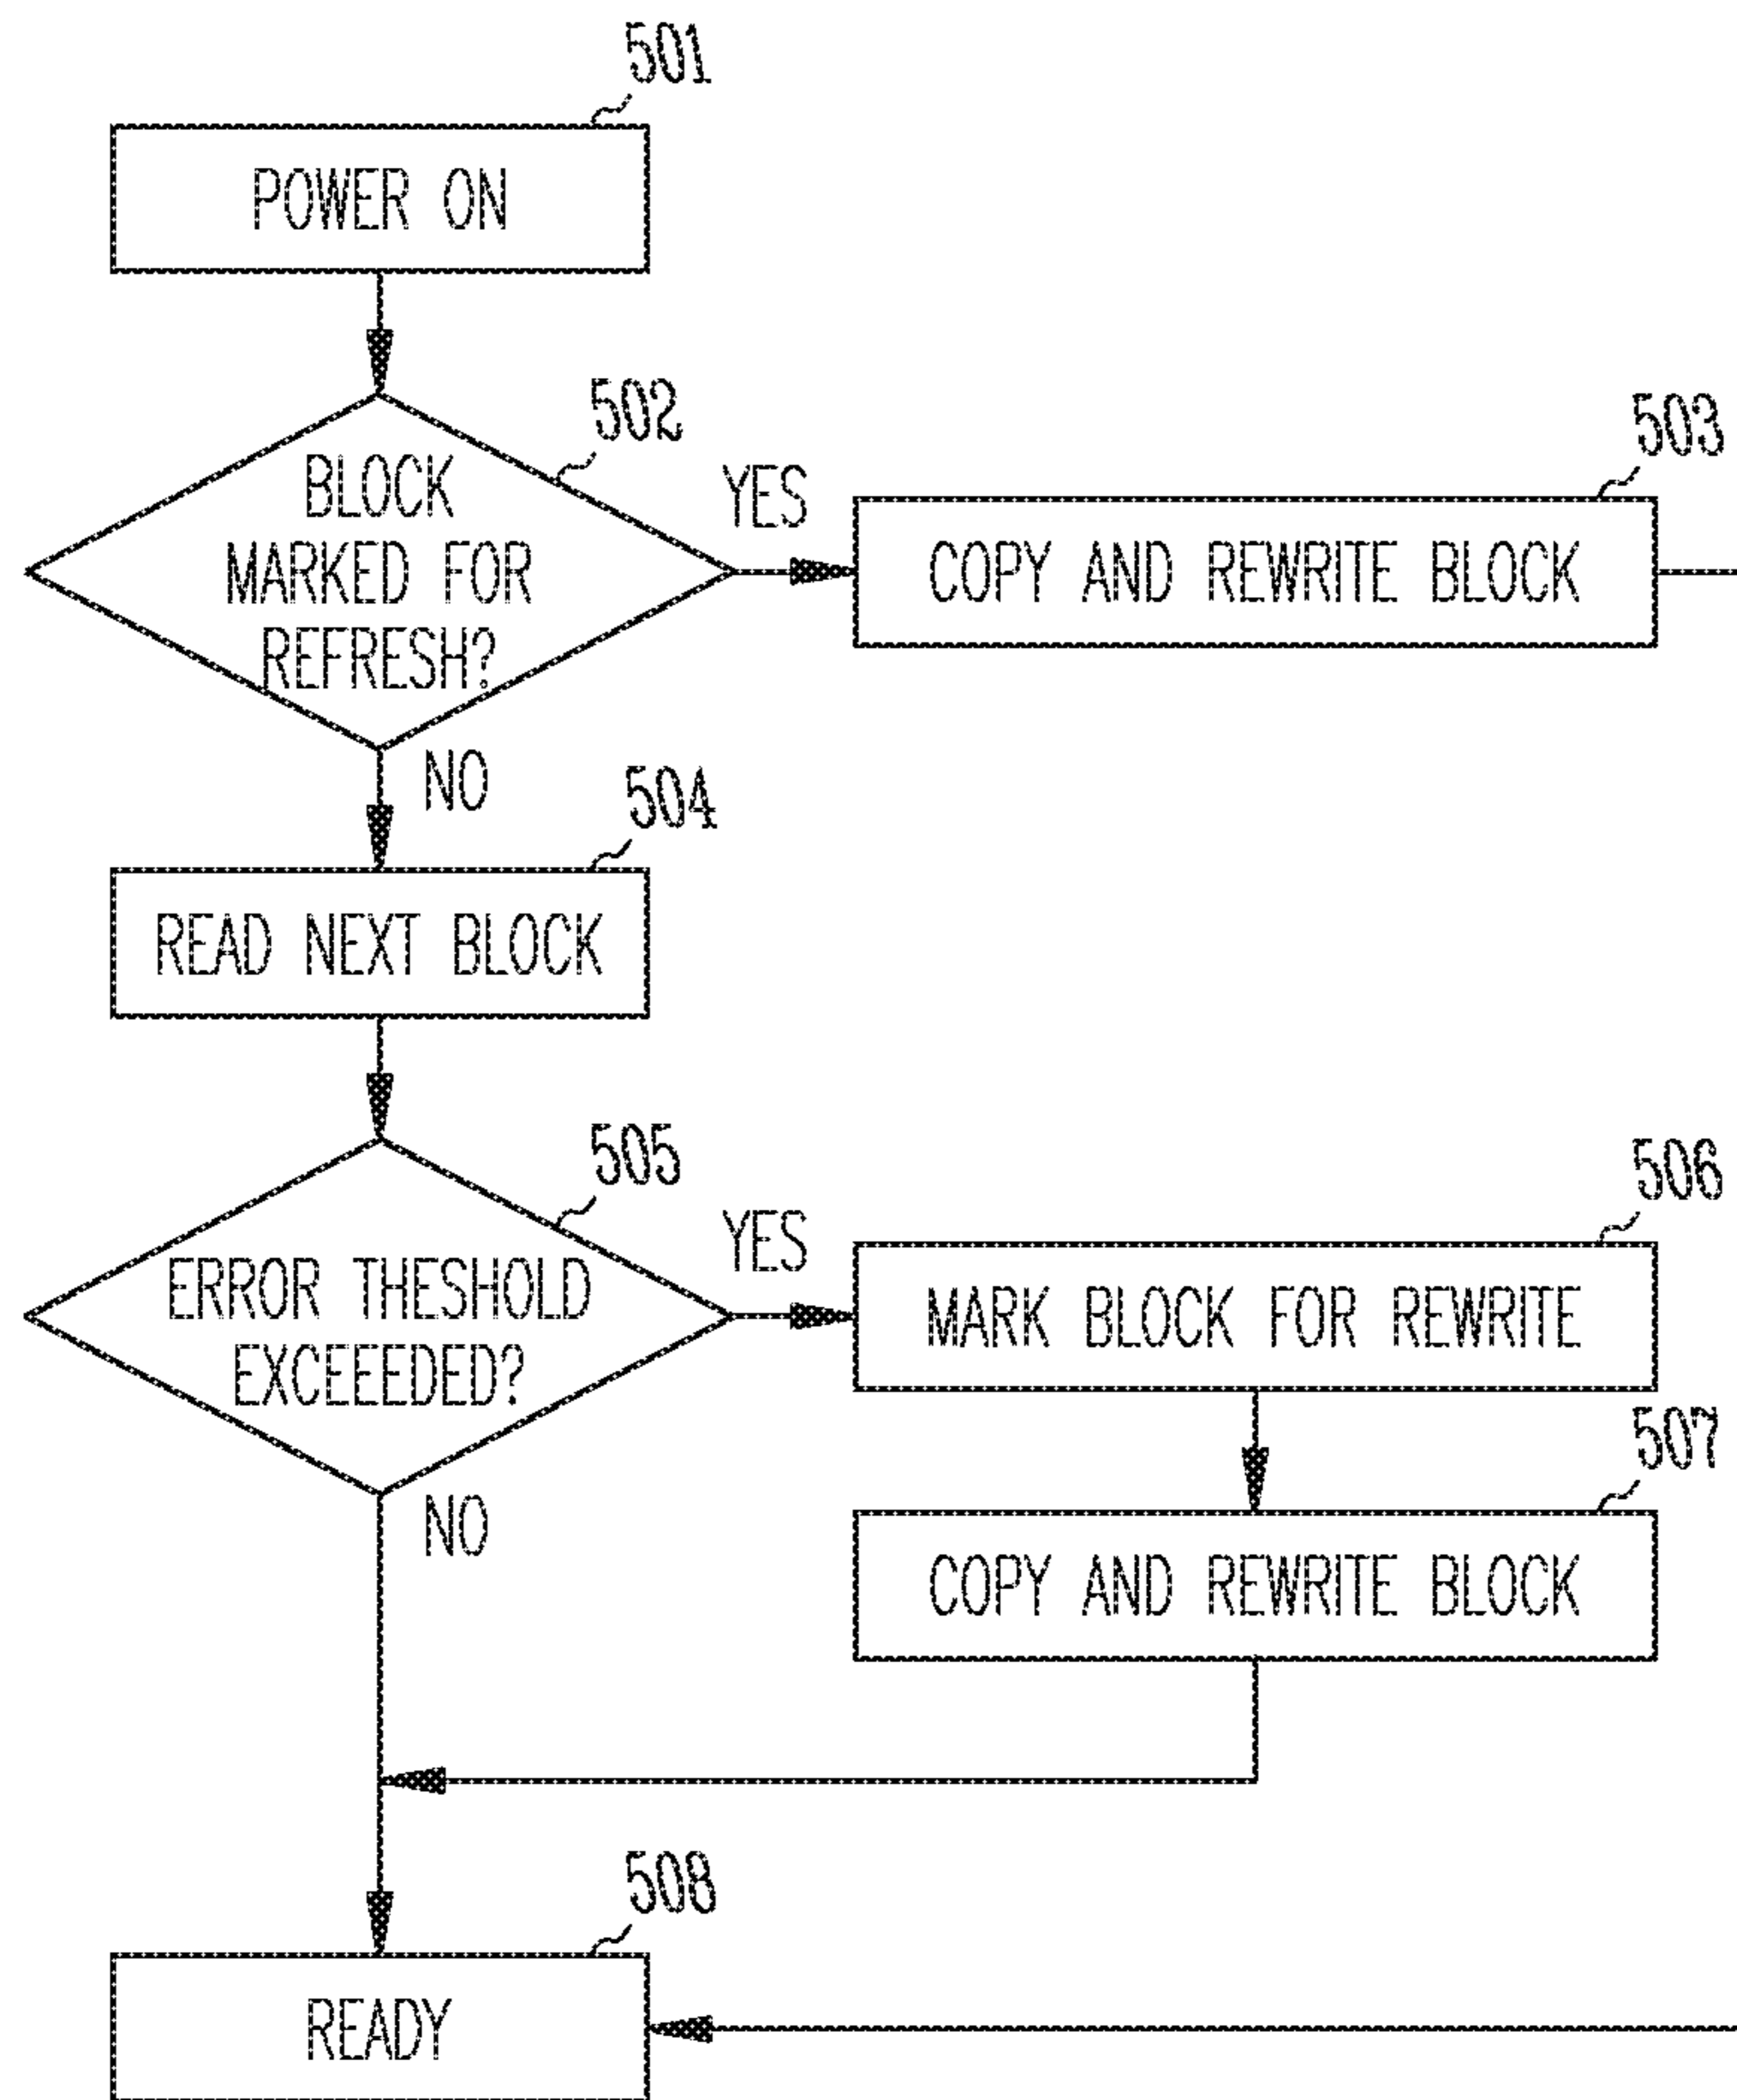 501
POWER ON
502
BLOCK
MARKED FOR
REFRESH?
YES
503
COPY AND REWRITE BLOCK
NO
504
READ NEXT BLOCK
505
ERROR THESHOLD
EXCEEEDED?
YES
506
MARK BLOCK FOR REWRITE
507
COPY AND REWRITE BLOCK
NO
508
READY